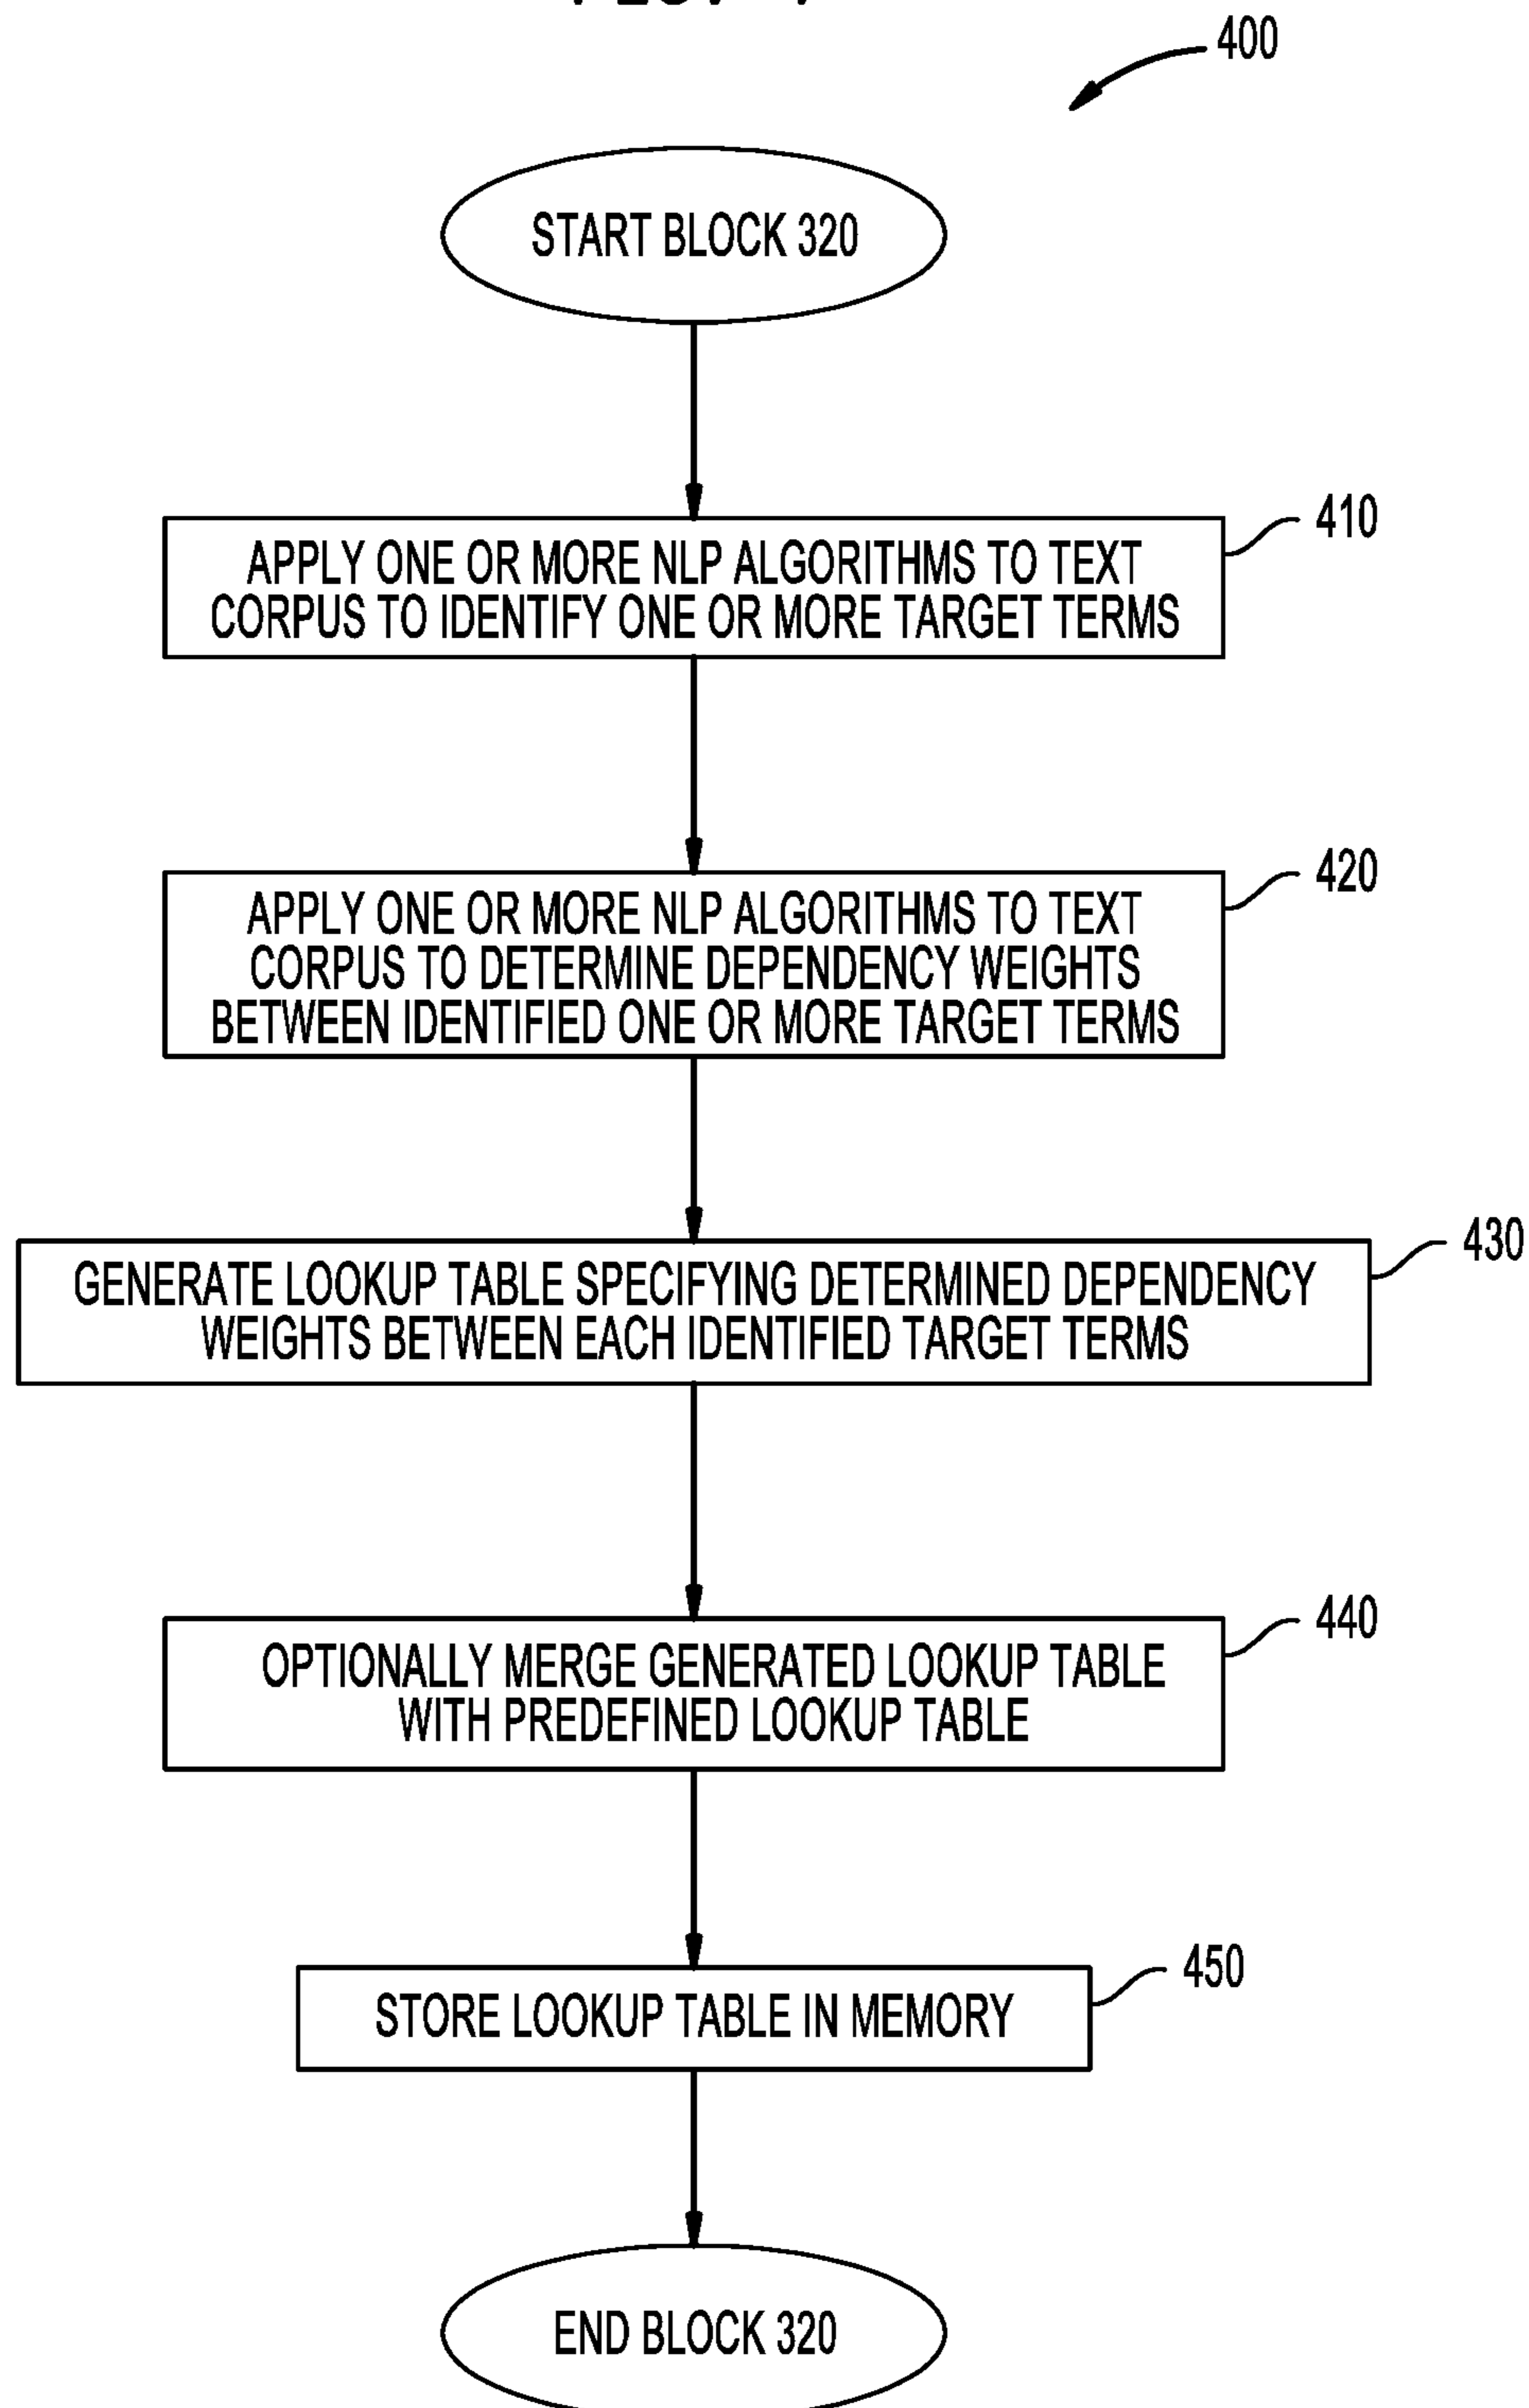 400
START BLOCK 320
410
APPLY ONE OR MORE NLP ALGORITHMS TO TEXT
CORPUS TO IDENTIFY ONE OR MORE TARGET TERMS
420
APPLY ONE OR MORE NLP ALGORITHMS TO TEXT
CORPUS TO DETERMINE DEPENDENCY WEIGHTS
BETWEEN IDENTIFIED ONE OR MORE TARGET TERMS
430
GENERATE LOOKUP TABLE SPECIFYING DETERMINED DEPENDENCY
WEIGHTS BETWEEN EACH IDENTIFIED TARGET TERMS
440
OPTIONALLY MERGE GENERATED LOOKUP TABLE
WITH PREDEFINED LOOKUP TABLE
450
STORE LOOKUP TABLE IN MEMORY
END BLOCK 320